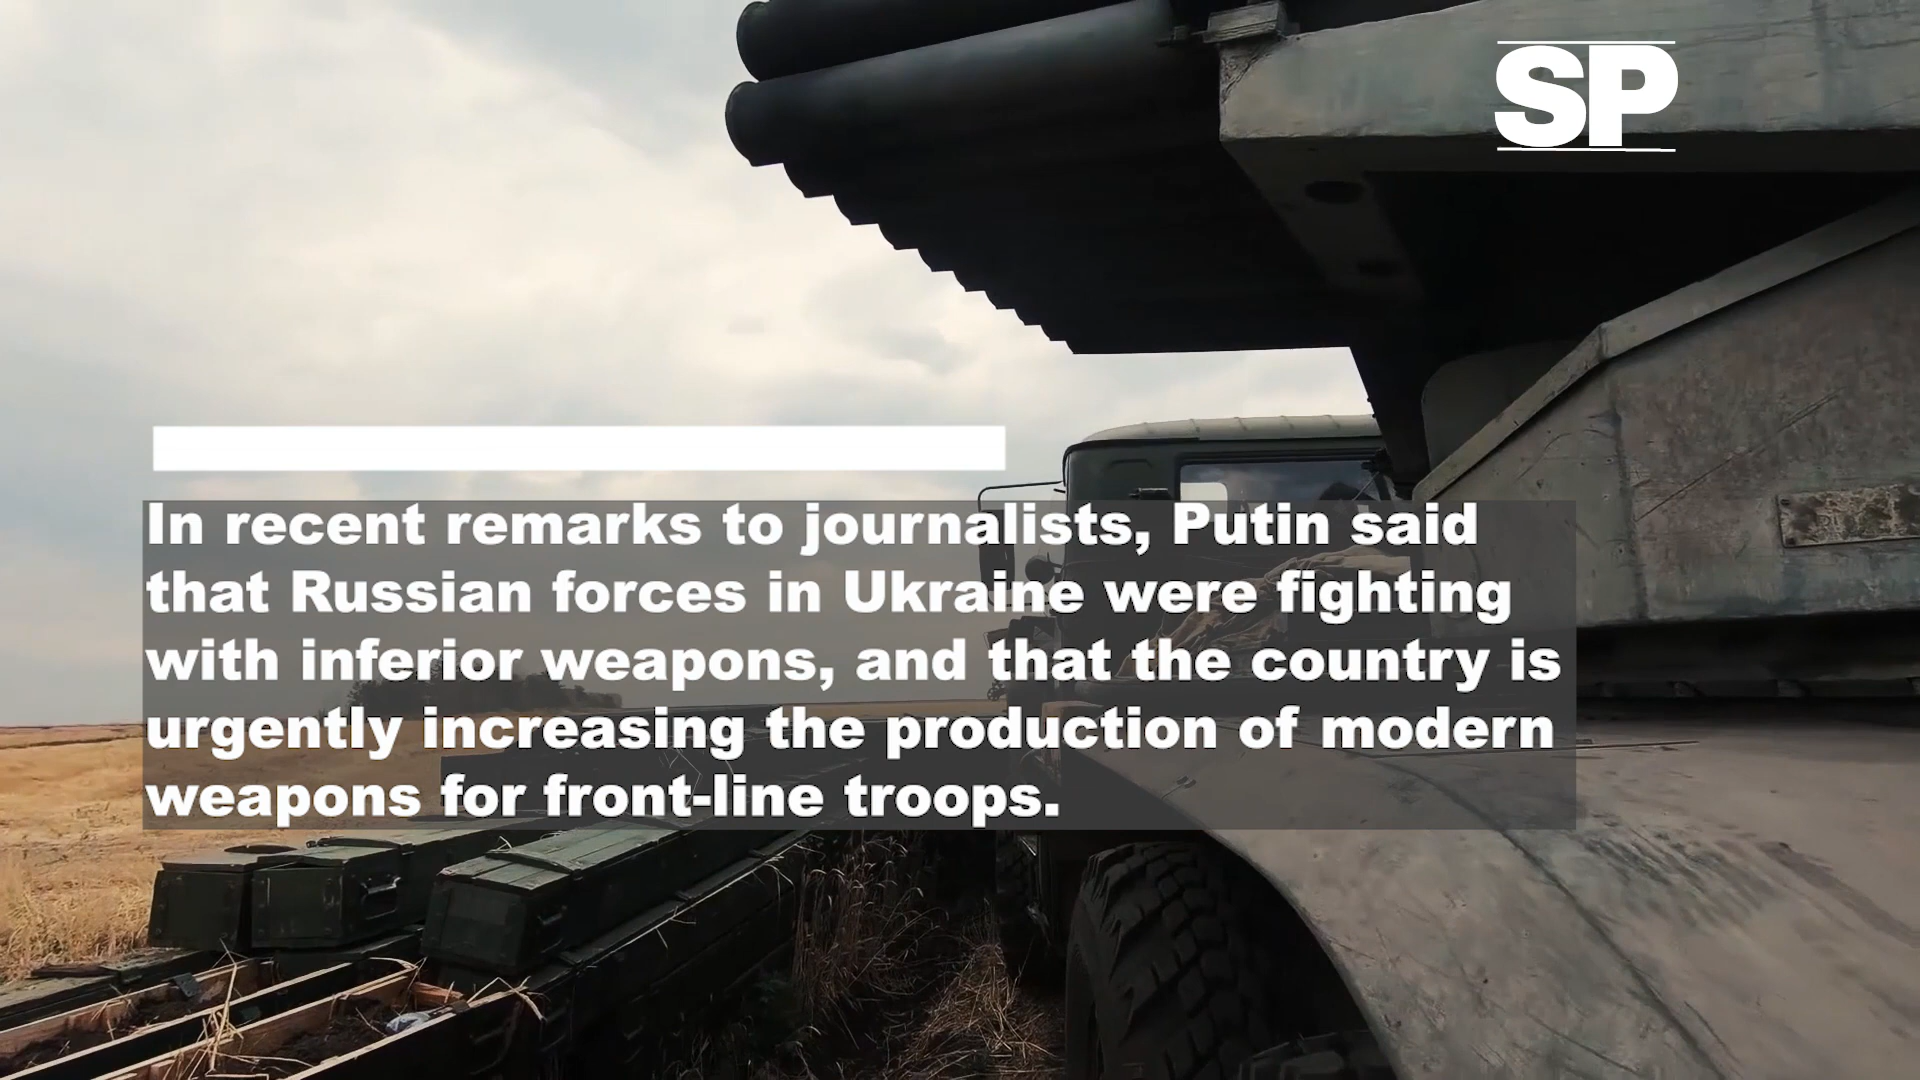 SP
In recent remarks to journalists, Putin said
that Russian forces in Ukraine were fighting
with inferior weapons, and that the country is
urgently increasing the production of modern
weapons for front-line troops.